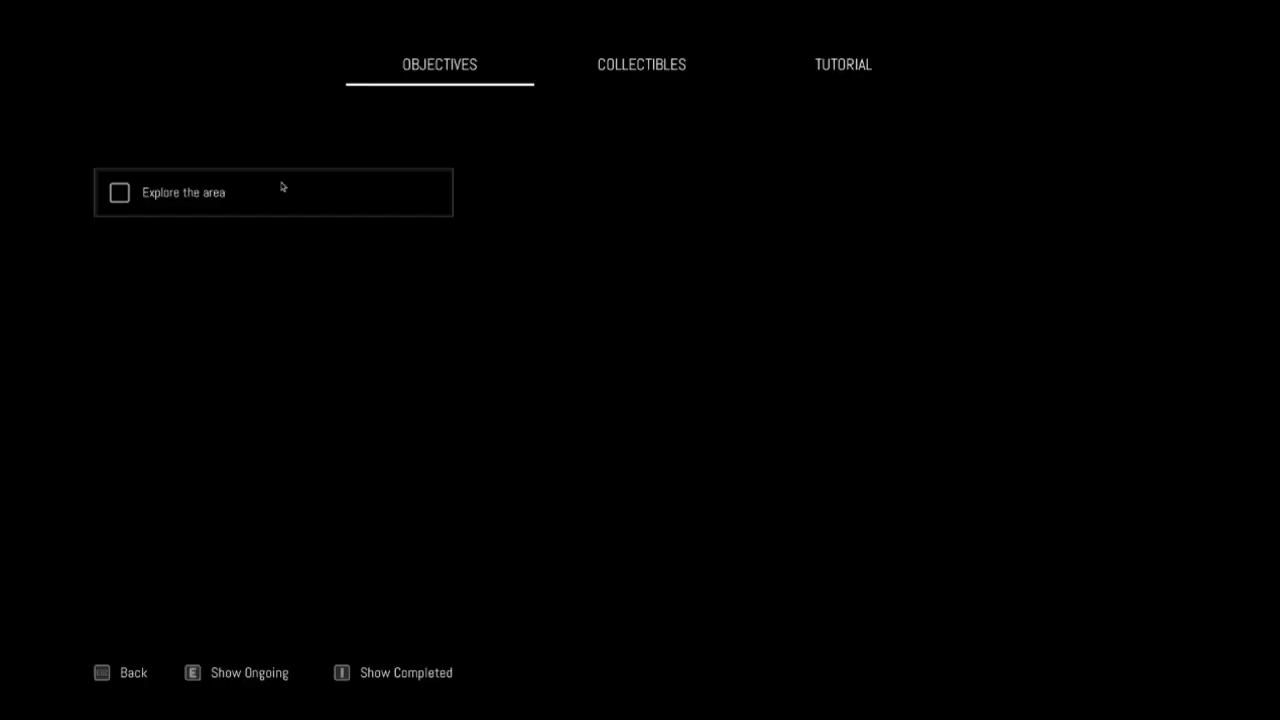 OBJECTIVES COLLECTIBLES TUTORIAL
Explore the area
Back E Show Ongoing I Show Completed